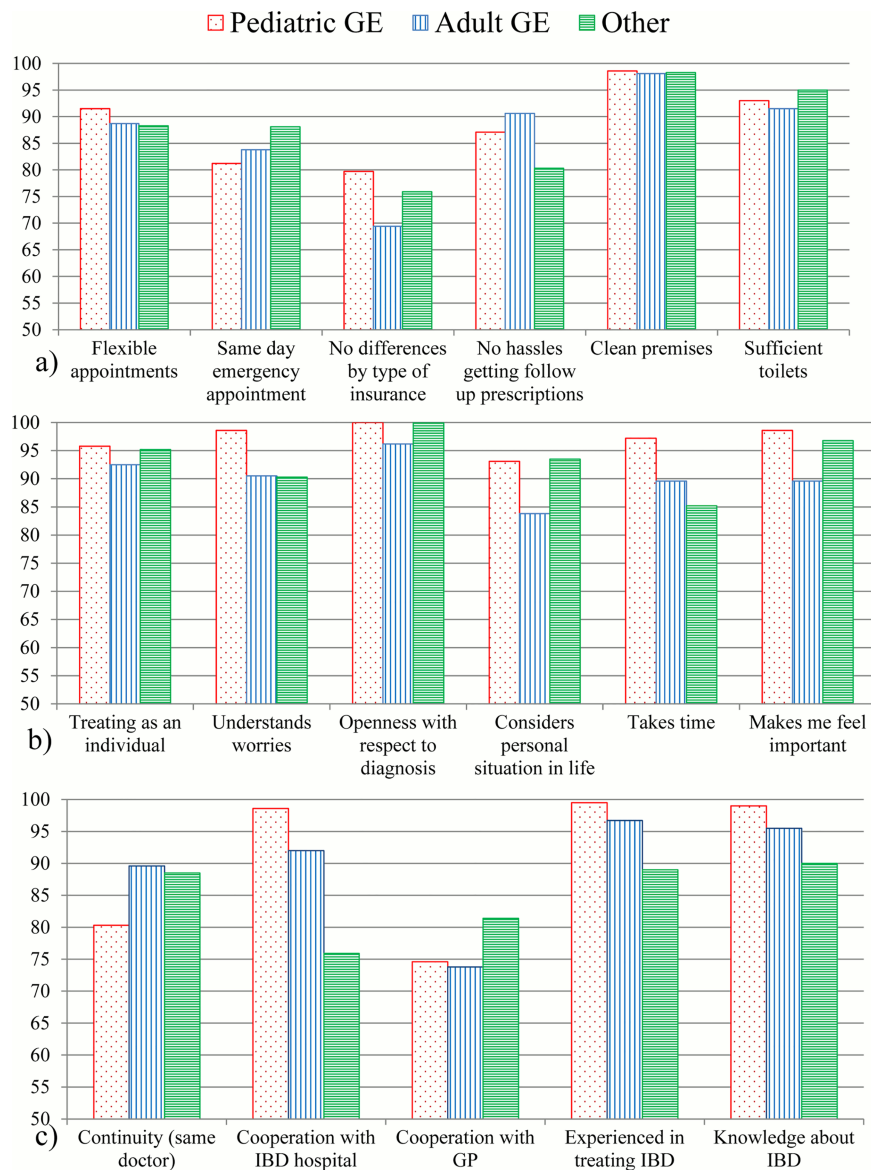 Pediatric GE Adult GE Other
100
95
90
85
80
75
70
65
60
55
50
a)
Flexible appointments
Same day emergency appointment
No differences by type of insurance
No hassles getting follow up prescriptions
Clean premises
Sufficient toilets
100
95
90
85
80
75
70
65
60
55
50
b)
Treating as an individual
Understands worries
Openness with respect to diagnosis
Considers personal situation in life
Takes time
Makes me feel important
100
95
90
85
80
75
70
65
60
55
50
c)
Continuity (same doctor)
Cooperation with IBD hospital
Cooperation with GP
Experienced in treating IBD
Knowledge about IBD